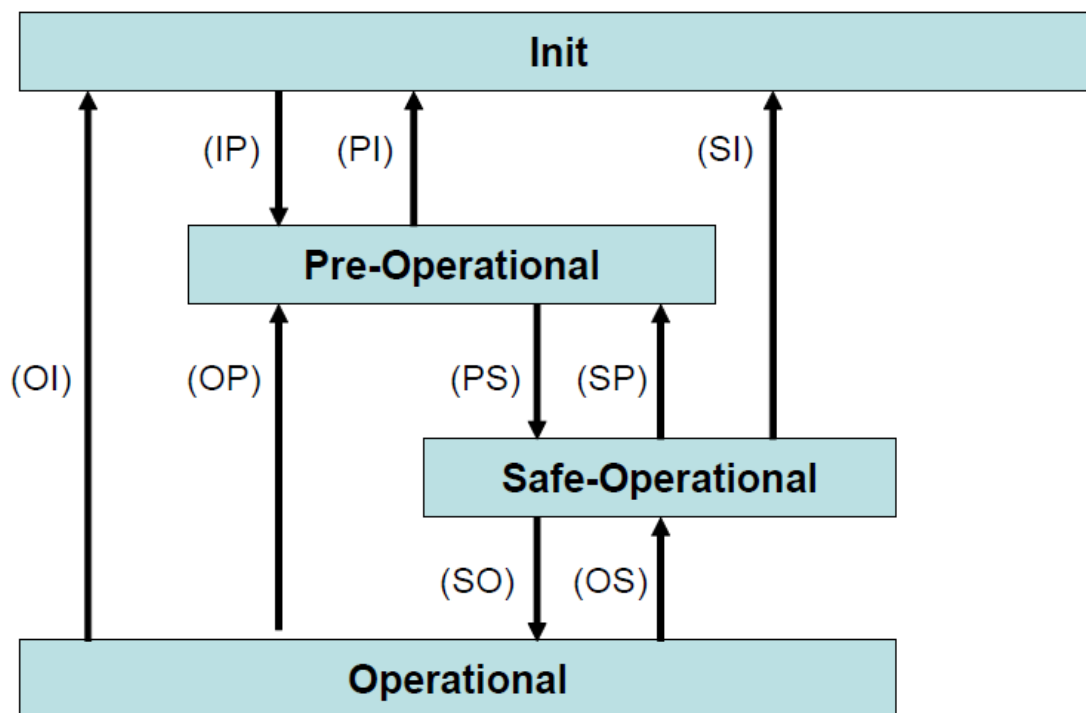 Init
(IP)
(PI)
(SI)
Pre-Operational
(OI)
(OP)
(PS)
(SP)
Safe-Operational
(SO)
(OS)
Operational